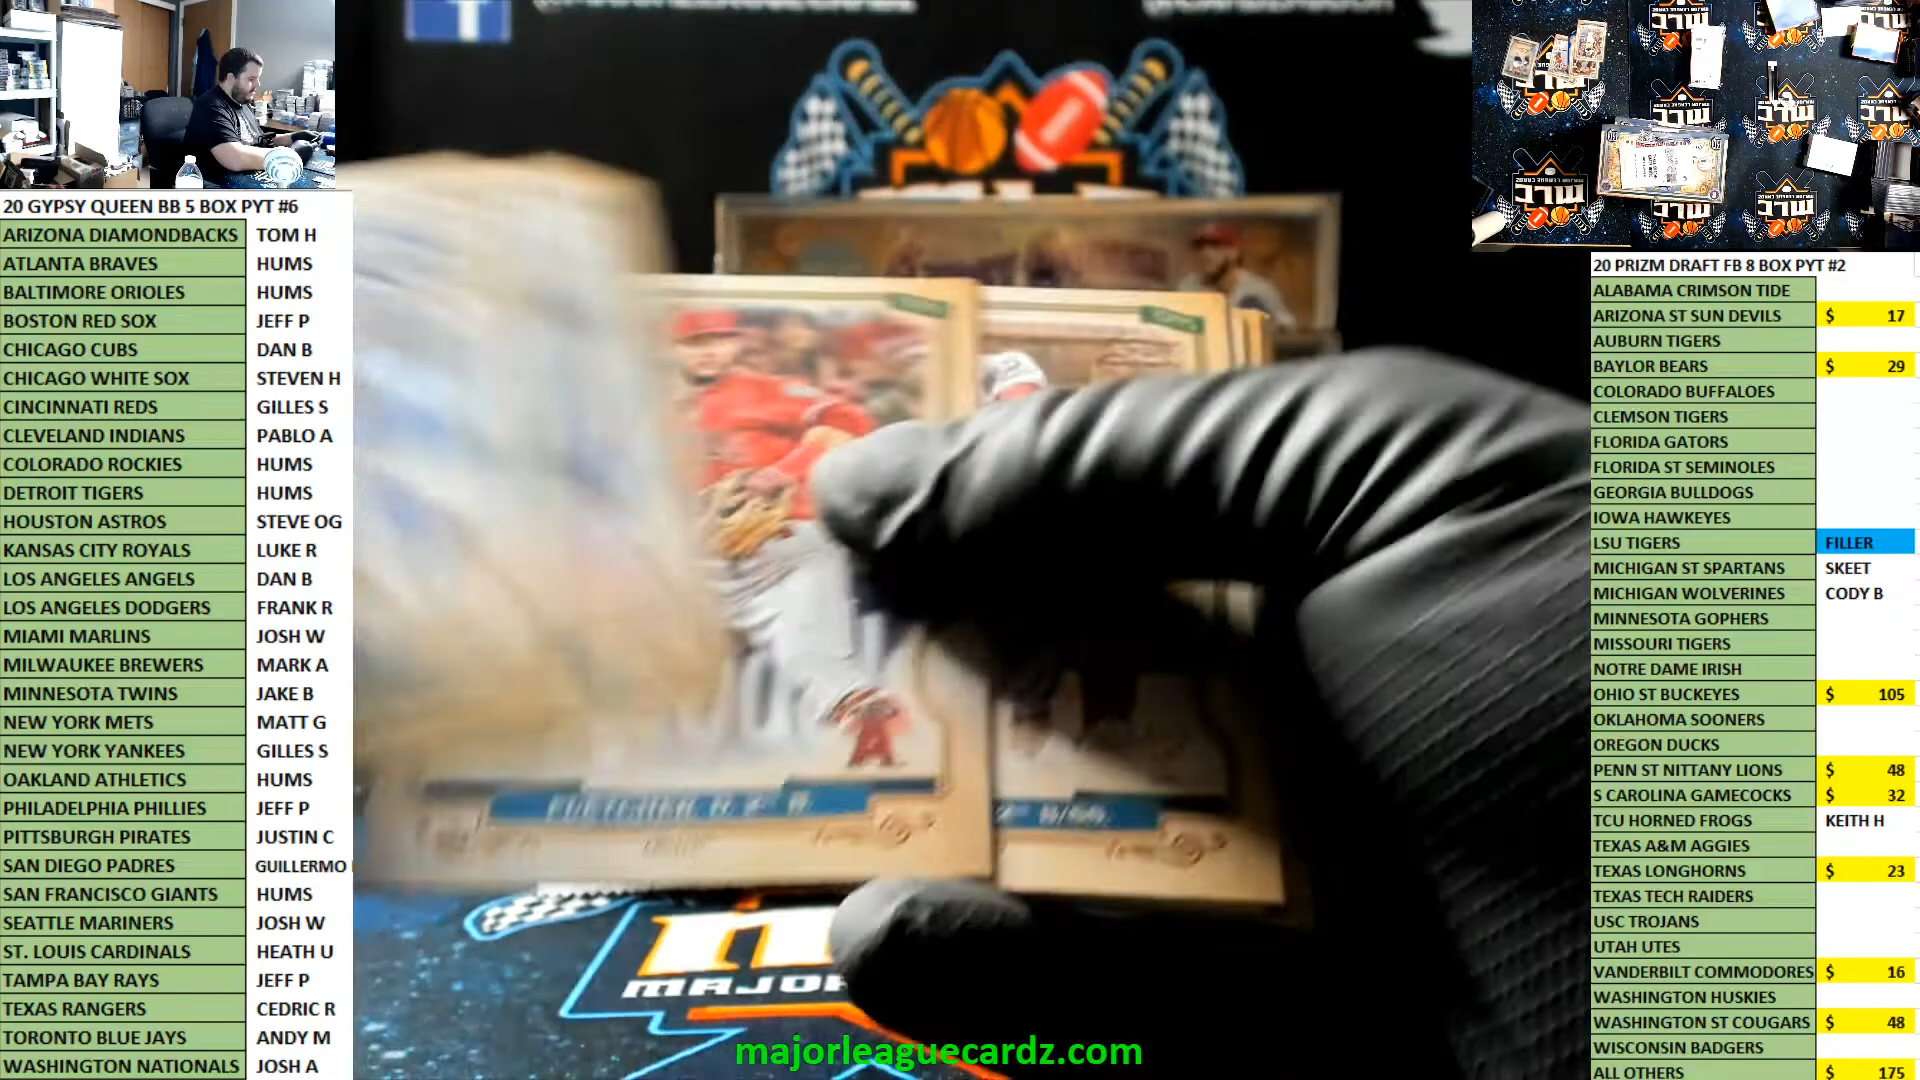 20 GYPSY QUEEN BB 5 BOX PYT #6
ARIZONA DIAMONDBACKS TOM H
ATLANTA BRAVES HUMS
BALTIMORE ORIOLES HUMS
BOSTON RED SOX JEFF P
CHICAGO CUBS DAN B
CHICAGO WHITE SOX STEVEN H
CINCINNATI REDS GILLES S
CLEVELAND INDIANS PABLO A
COLORADO ROCKIES HUMS
DETROIT TIGERS HUMS
HOUSTON ASTROS STEVE OG
KANSAS CITY ROYALS LUKE R
LOS ANGELES ANGELS DAN B
LOS ANGELES DODGERS FRANK R
MIAMI MARLINS JOSH W
MILWAUKEE BREWERS MARK A
MINNESOTA TWINS JAKE B
NEW YORK METS MATT G
NEW YORK YANKEES GILLES S
OAKLAND ATHLETICS HUMS
PHILADELPHIA PHILLIES JEFF P
PITTSBURGH PIRATES JUSTIN C
SAN DIEGO PADRES GUILLERMO
SAN FRANCISCO GIANTS HUMS
SEATTLE MARINERS JOSH W
ST. LOUIS CARDINALS HEATH U
TAMPA BAY RAYS JEFF P
TEXAS RANGERS CEDRIC R
TORONTO BLUE JAYS ANDY M
WASHINGTON NATIONALS JOSH A
MAJOR
majorleaguecardz.com
20 PRIZM DRAFT FB 8 BOX PYT #2
ALABAMA CRIMSON TIDE
ARIZONA ST SUN DEVILS $ 17
AUBURN TIGERS
BAYLOR BEARS $ 29
COLORADO BUFFALOES
CLEMSON TIGERS
FLORIDA GATORS
FLORIDA ST SEMINOLES
GEORGIA BULLDOGS
IOWA HAWKEYES
LSU TIGERS FILLER
MICHIGAN ST SPARTANS SKEET
MICHIGAN WOLVERINES CODY B
MINNESOTA GOPHERS
MISSOURI TIGERS
NOTRE DAME IRISH
OHIO ST BUCKEYES $ 105
OKLAHOMA SOONERS
OREGON DUCKS
PENN ST NITTANY LIONS $ 48
S CAROLINA GAMECOCKS $ 32
TCU HORNED FROGS KEITH H
TEXAS A&M AGGIES
TEXAS LONGHORNS $ 23
TEXAS TECH RAIDERS
USC TROJANS
UTAH UTES
VANDERBILT COMMODORES $ 16
WASHINGTON HUSKIES
WASHINGTON ST COUGARS $ 48
WISCONSIN BADGERS
ALL OTHERS $ 175